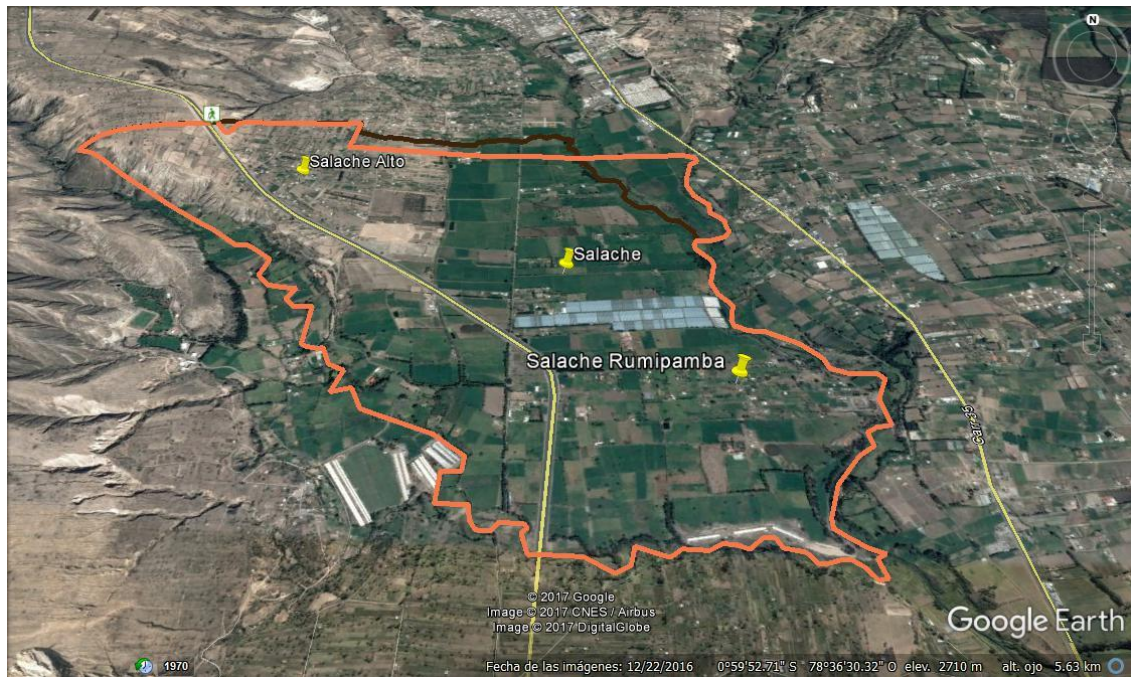 N
Salache Alto
Salache
Salache Rumipamba
© 2017 Google
Image © 2017 CNES / Airbus
Image © 2017 DigitalGlobe
Google Earth
1970
Fecha de las imágenes: 12/22/2016 0°59'52.71" S 78°36'30.32" O elev. 2710 m alt. ojo 5.63 km